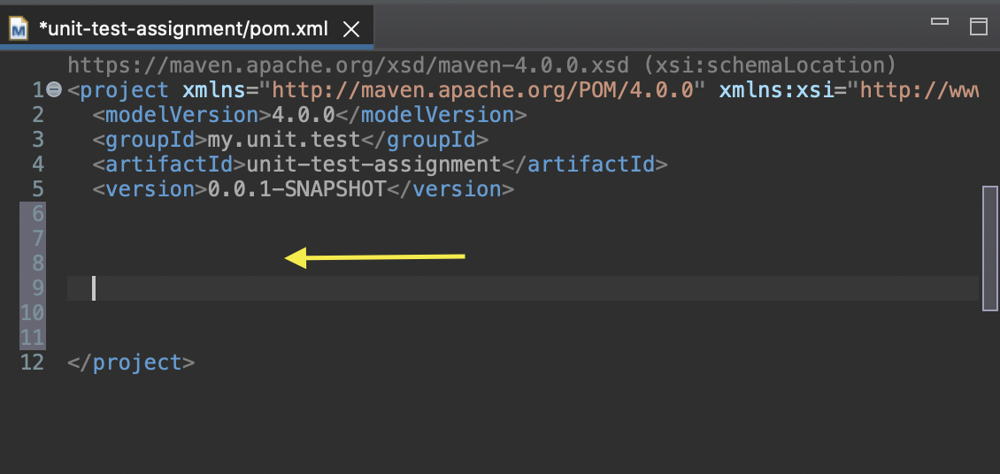 M *unit-test-assignment/pom.xml
https://maven.apache.org/xsd/maven-4.0.0.xsd (xsi:schemaLocation)
1 <project xmlns="http://maven.apache.org/POM/4.0.0" xmlns:xsi="http://www
2 <modelVersion>4.0.0</modelVersion>
3 <groupId>my.unit.test</groupId>
4 <artifactId>unit-test-assignment</artifactId>
5 <version>0.0.1-SNAPSHOT</version>
6
7
8
9
10
11
12 </project>